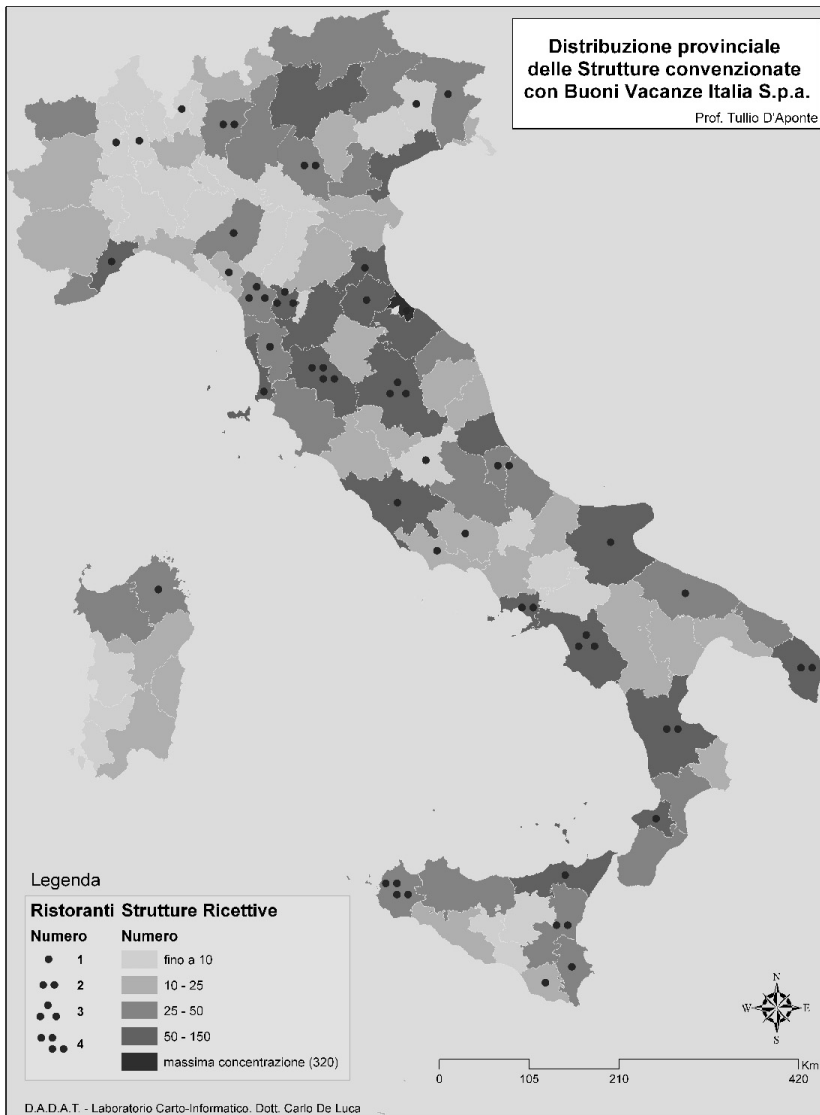 Distribuzione provinciale
delle Strutture convenzionate
con Buoni Vacanze Italia S.p.a.
Prof. Tullio D'Aponte
Legenda
Ristoranti Strutture Ricettive
Numero Numero
1 fino a 10
2 10 - 25
3 25 - 50
4 50 - 150
massima concentrazione (320)
N
W E
S
Km
0 105 210 420
D.A.D.A.T. - Laboratorio Carto-Informatico. Dott. Carlo De Luca